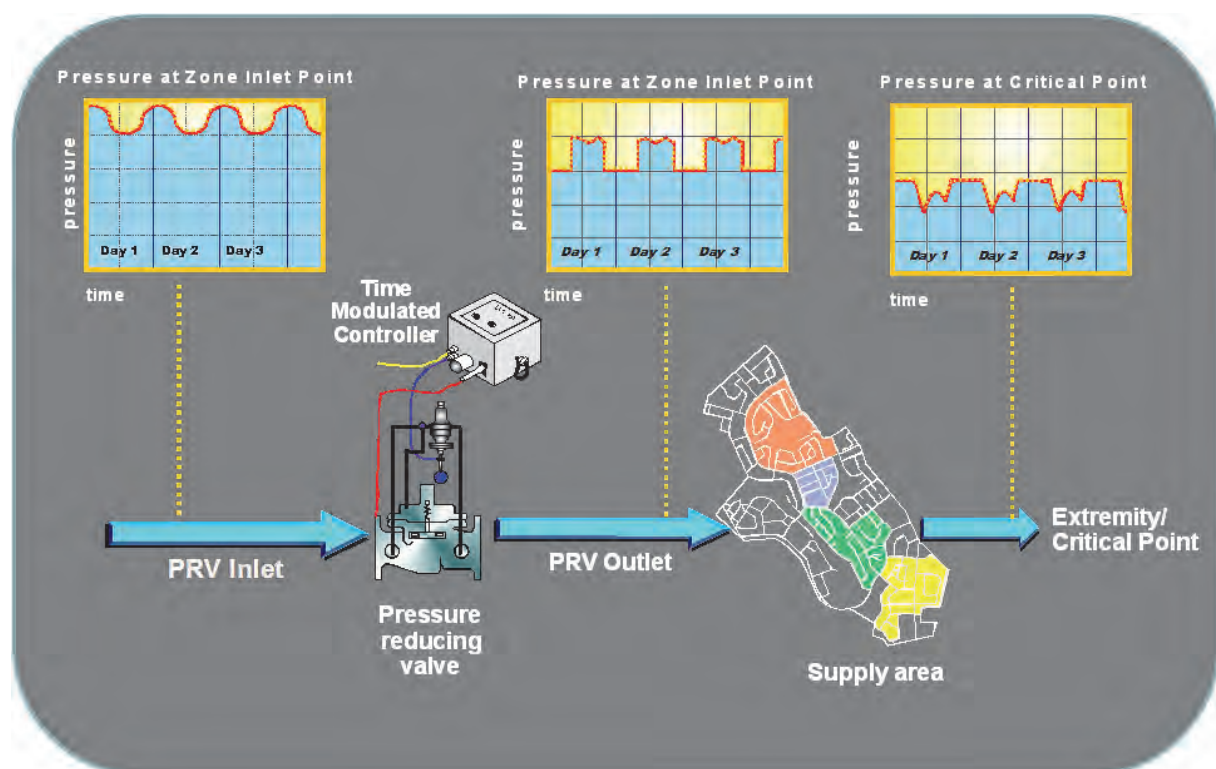 Pressure at Zone Inlet Point
pressure
Day 1 Day 2 Day 3
time
Pressure at Zone Inlet Point
pressure
Day 1 Day 2 Day 3
time
Pressure at Critical Point
pressure
Day 1 Day 2 Day 3
time
Time
Modulated
Controller
PRV Inlet
Pressure
reducing
valve
PRV Outlet
Supply area
Extremity/
Critical Point